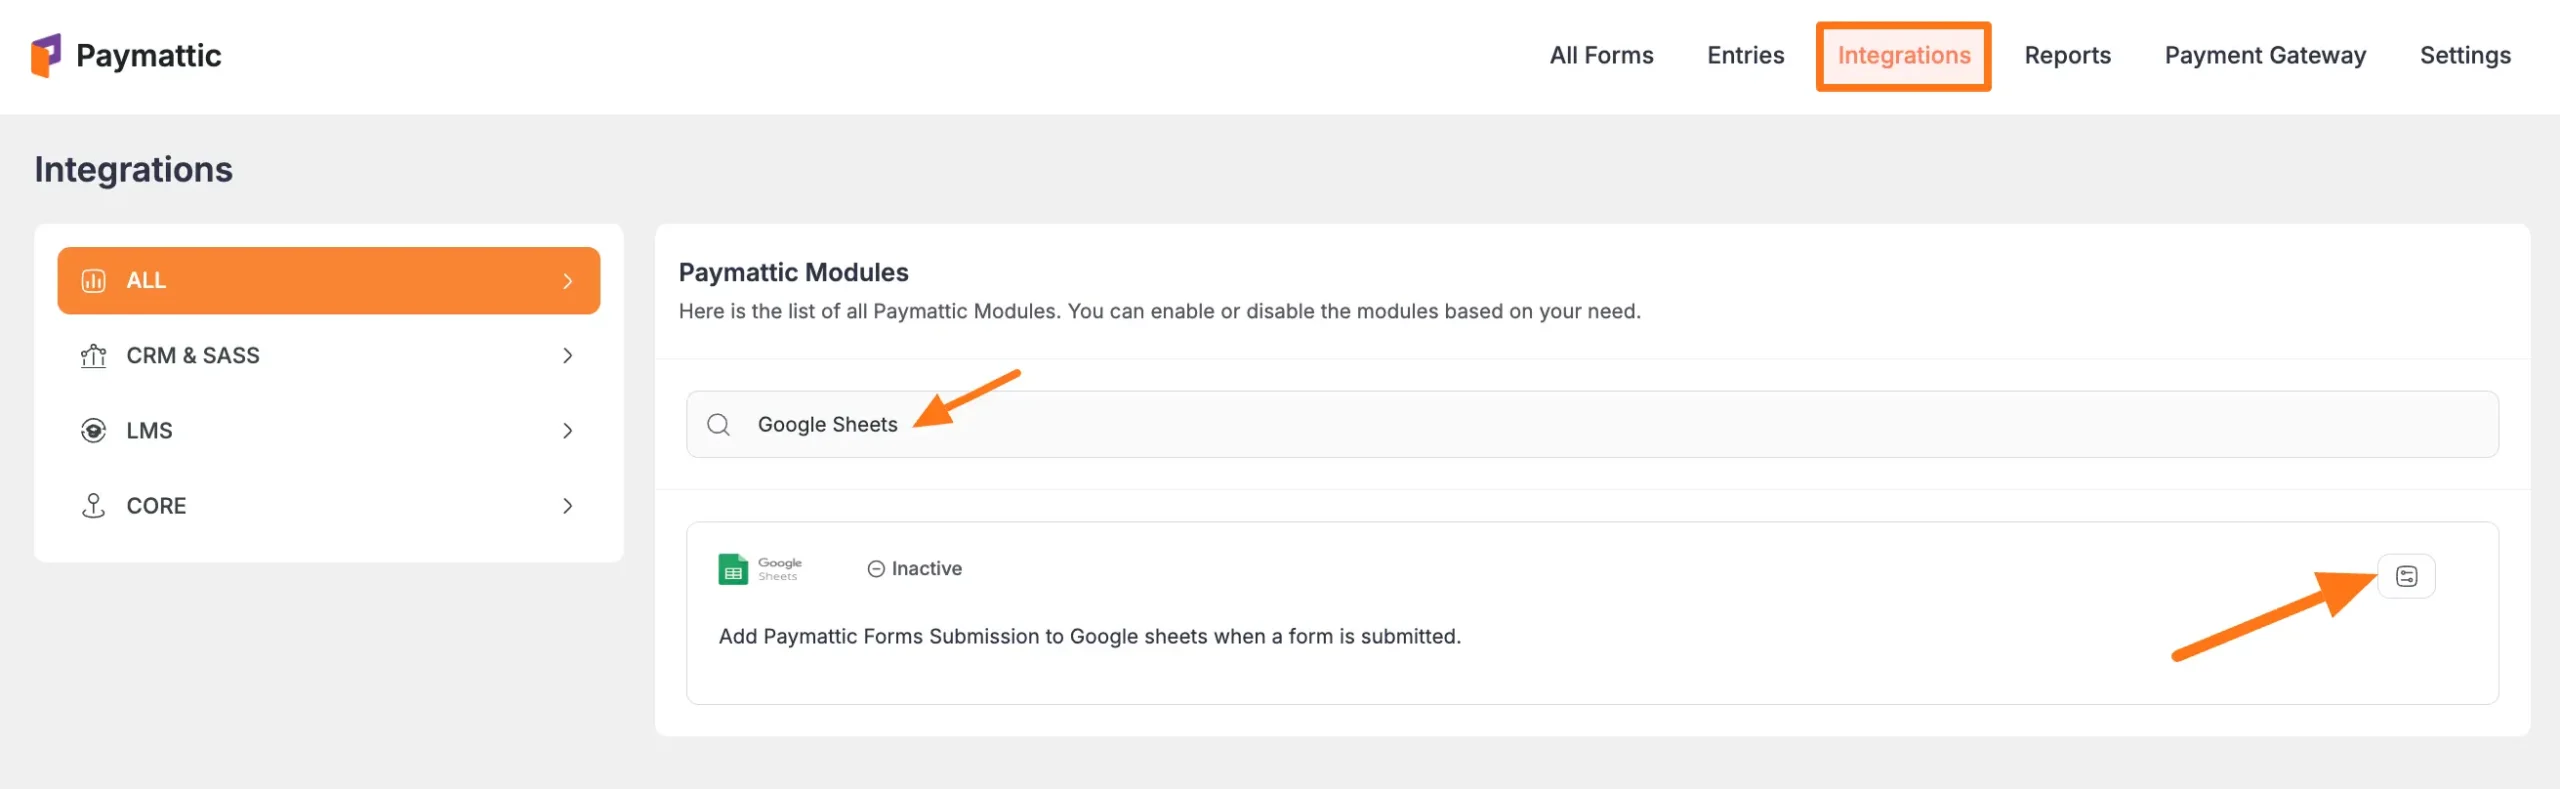 Paymattic
All Forms
Entries
Integrations
Reports
Payment Gateway
Settings
Integrations
ALL
CRM & SASS
LMS
CORE
Paymattic Modules
Here is the list of all Paymattic Modules. You can enable or disable the modules based on your need.
Google Sheets
Google
Sheets
Inactive
Add Paymattic Forms Submission to Google sheets when a form is submitted.